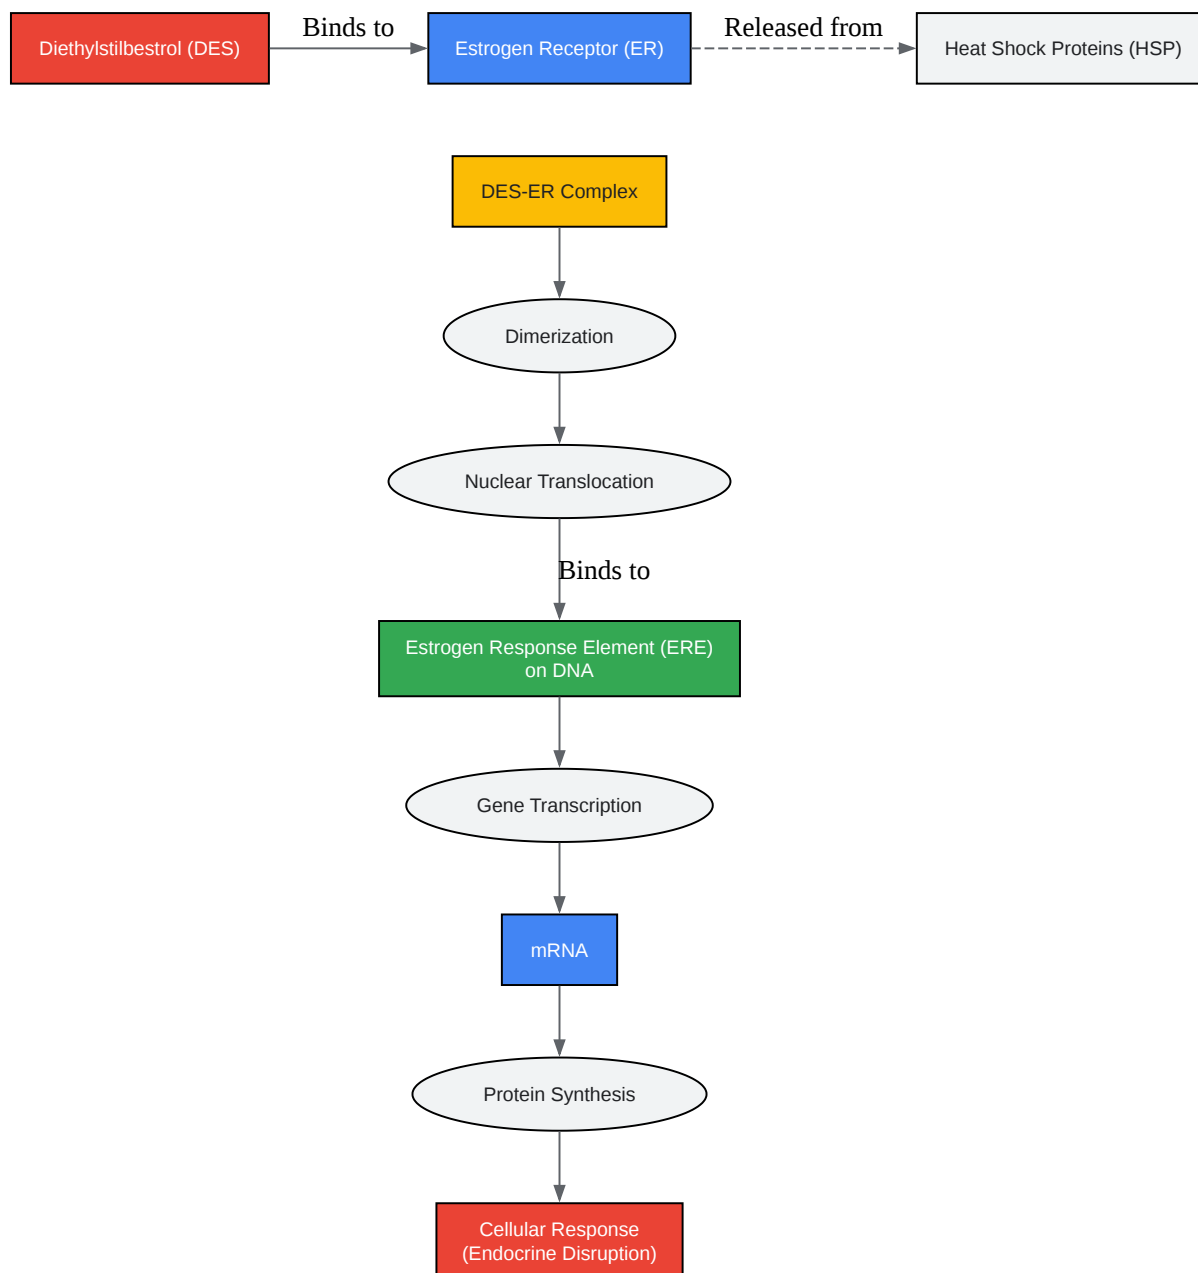 Diethylstilbestrol (DES)
Binds to
Estrogen Receptor (ER)
Released from
Heat Shock Proteins (HSP)
DES-ER Complex
Dimerization
Nuclear Translocation
Binds to
Estrogen Response Element (ERE)
on DNA
Gene Transcription
mRNA
Protein Synthesis
Cellular Response
(Endocrine Disruption)